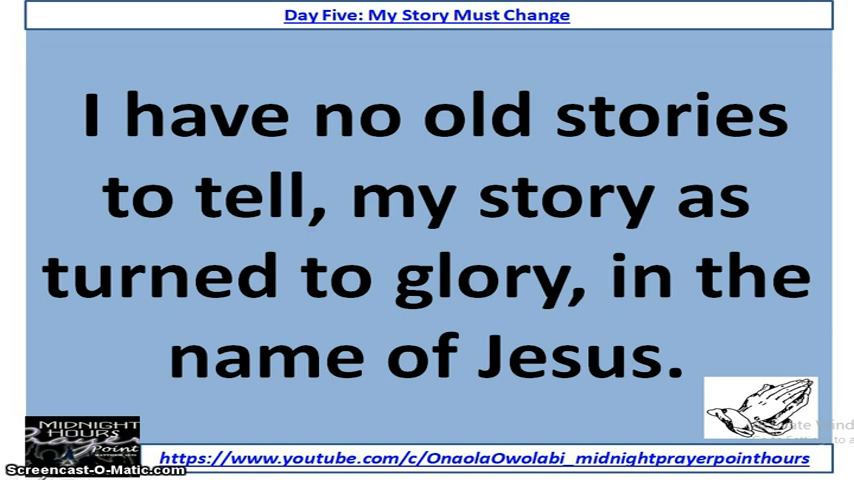 Day Five: My Story Must Change
I have no old stories
to tell, my story as
turned to glory, in the
name of Jesus.
MIDNIGHT
HOURS
Prayer
Point
https://www.youtube.com/c/OnaolaOwolabi_midnightprayerpointhours
Screencast-O-Matic.com